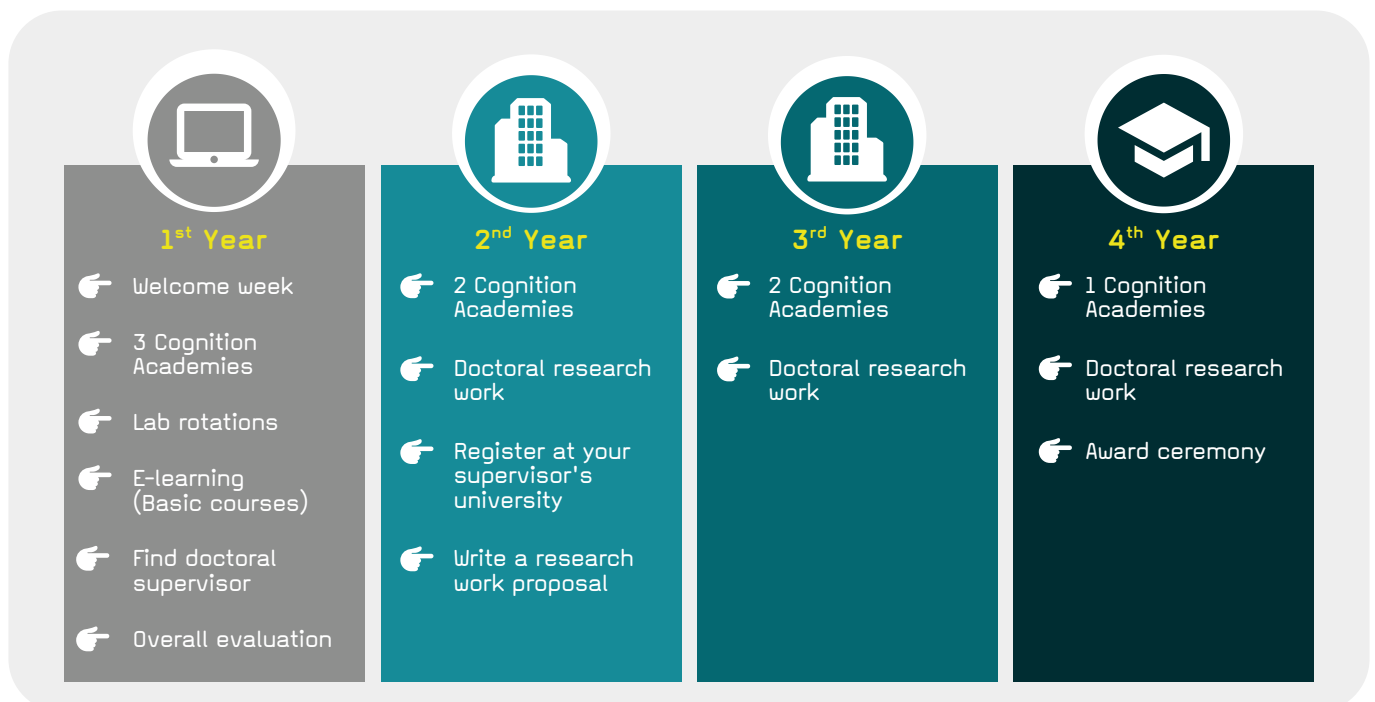 1st Year
Welcome week
3 Cognition
Academies
Lab rotations
E-learning
(Basic courses)
Find doctoral
supervisor
Overall evaluation
2nd Year
2 Cognition
Academies
Doctoral research
work
Register at your
supervisor's
university
Write a research
work proposal
3rd Year
2 Cognition
Academies
Doctoral research
work
4th Year
1 Cognition
Academies
Doctoral research
work
Award ceremony